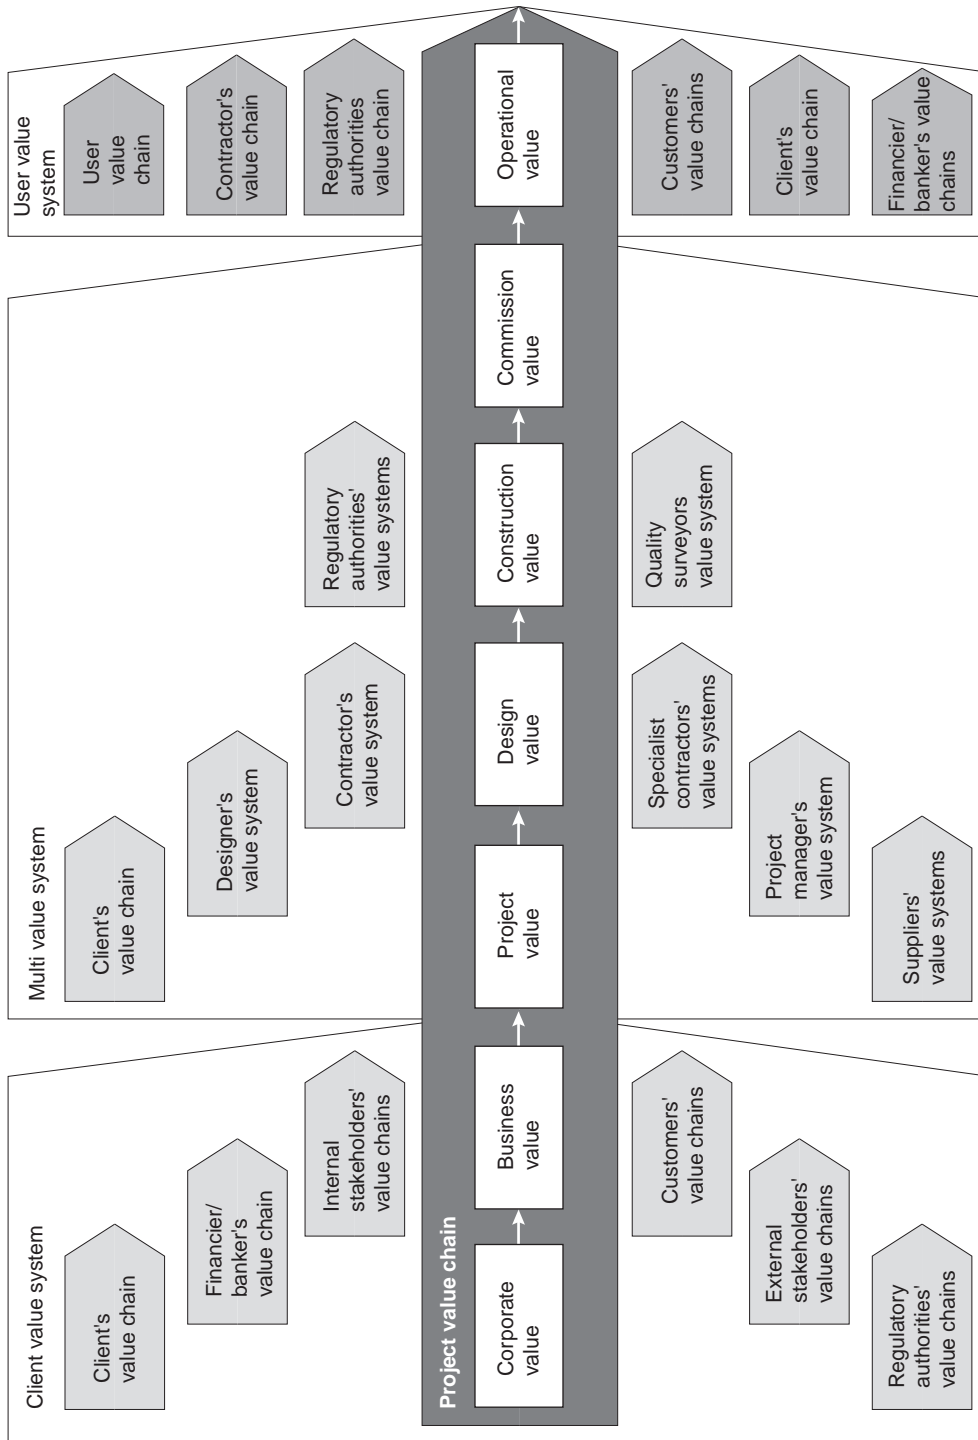 Client value system
Client's
value chain
Financier/
banker's
value chain
Internal
stakeholders'
value chains
Multi value system
Client's
value chain
Designer's
value system
Contractor's
value system
Regulatory
authorities'
value systems
User value
system
User
value
chain
Contractor's
value chain
Regulatory
authorities
value chain
Project value chain
Corporate
value
Business
value
Project
value
Design
value
Construction
value
Commission
value
Operational
value
Customers'
value chains
External
stakeholders'
value chains
Regulatory
authorities'
value chains
Specialist
contractors'
value systems
Project
manager's
value system
Suppliers'
value systems
Quality
surveyors
value system
Customers'
value chains
Client's
value chain
Financier/
banker's value
chains